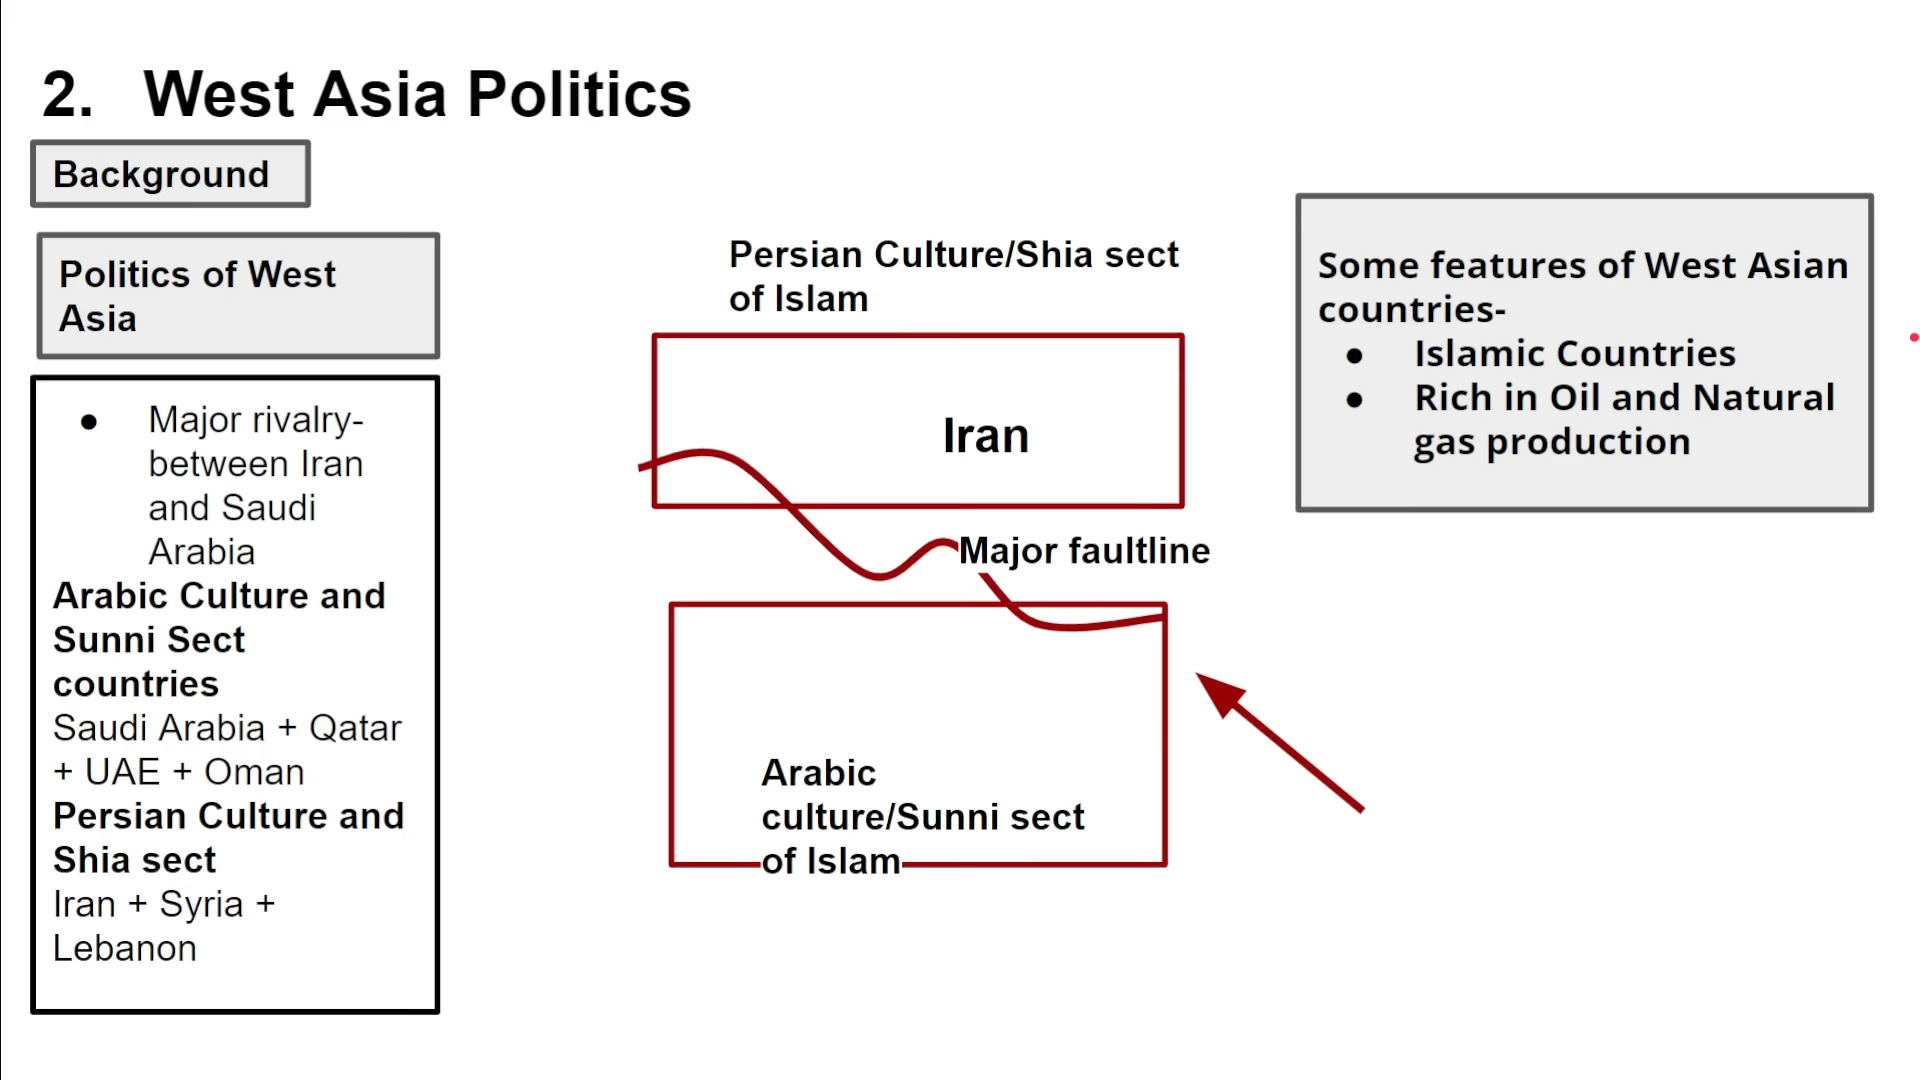 2. West Asia Politics
Background
Politics of West
Asia
● Major rivalry-
between Iran
and Saudi
Arabia
Arabic Culture and
Sunni Sect
countries
Saudi Arabia + Qatar
+ UAE + Oman
Persian Culture and
Shia sect
Iran + Syria +
Lebanon
Persian Culture/Shia sect
of Islam
Iran
Major faultline
Arabic
culture/Sunni sect
of Islam
Some features of West Asian
countries-
● Islamic Countries
● Rich in Oil and Natural
gas production